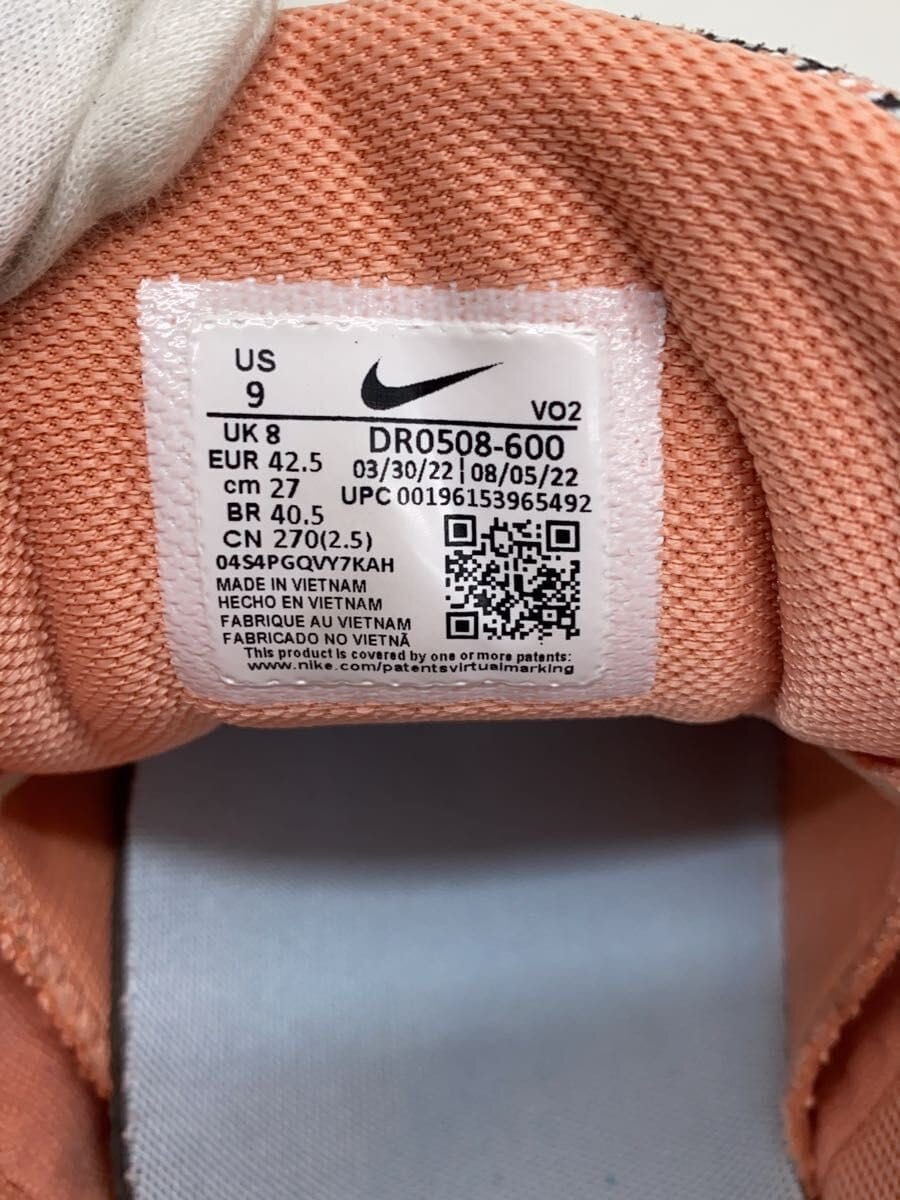 US
9
VO2
UK 8
EUR 42.5
cm 27
BR 40.5
CN 270(2.5)
DR0508-600
03/30/22 | 08/05/22
UPC 00196153965492
04S4PGQVY7KAH
MADE IN VIETNAM
HECHO EN VIETNAM
FABRIQUE AU VIETNAM
FABRICADO NO VIETNÃ
This product is covered by one or more patents:
www.nike.com/patentsvirtualmarking